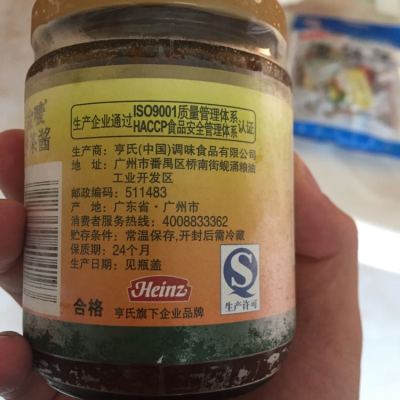 生产企业通过 ISO9001质量管理体系 认证
HACCP食品安全管理体系
生产商：亨氏(中国)调味食品有限公司
地　址：广州市番禺区桥南街蚬涌粮油
工业开发区
邮政编码：511483
产　地：广东省·广州市
消费者服务热线：4008833362
贮存条件：常温保存,开封后需冷藏
保质期：24个月
生产日期：见瓶盖
合格
Heinz
亨氏旗下企业品牌
QS
生产许可